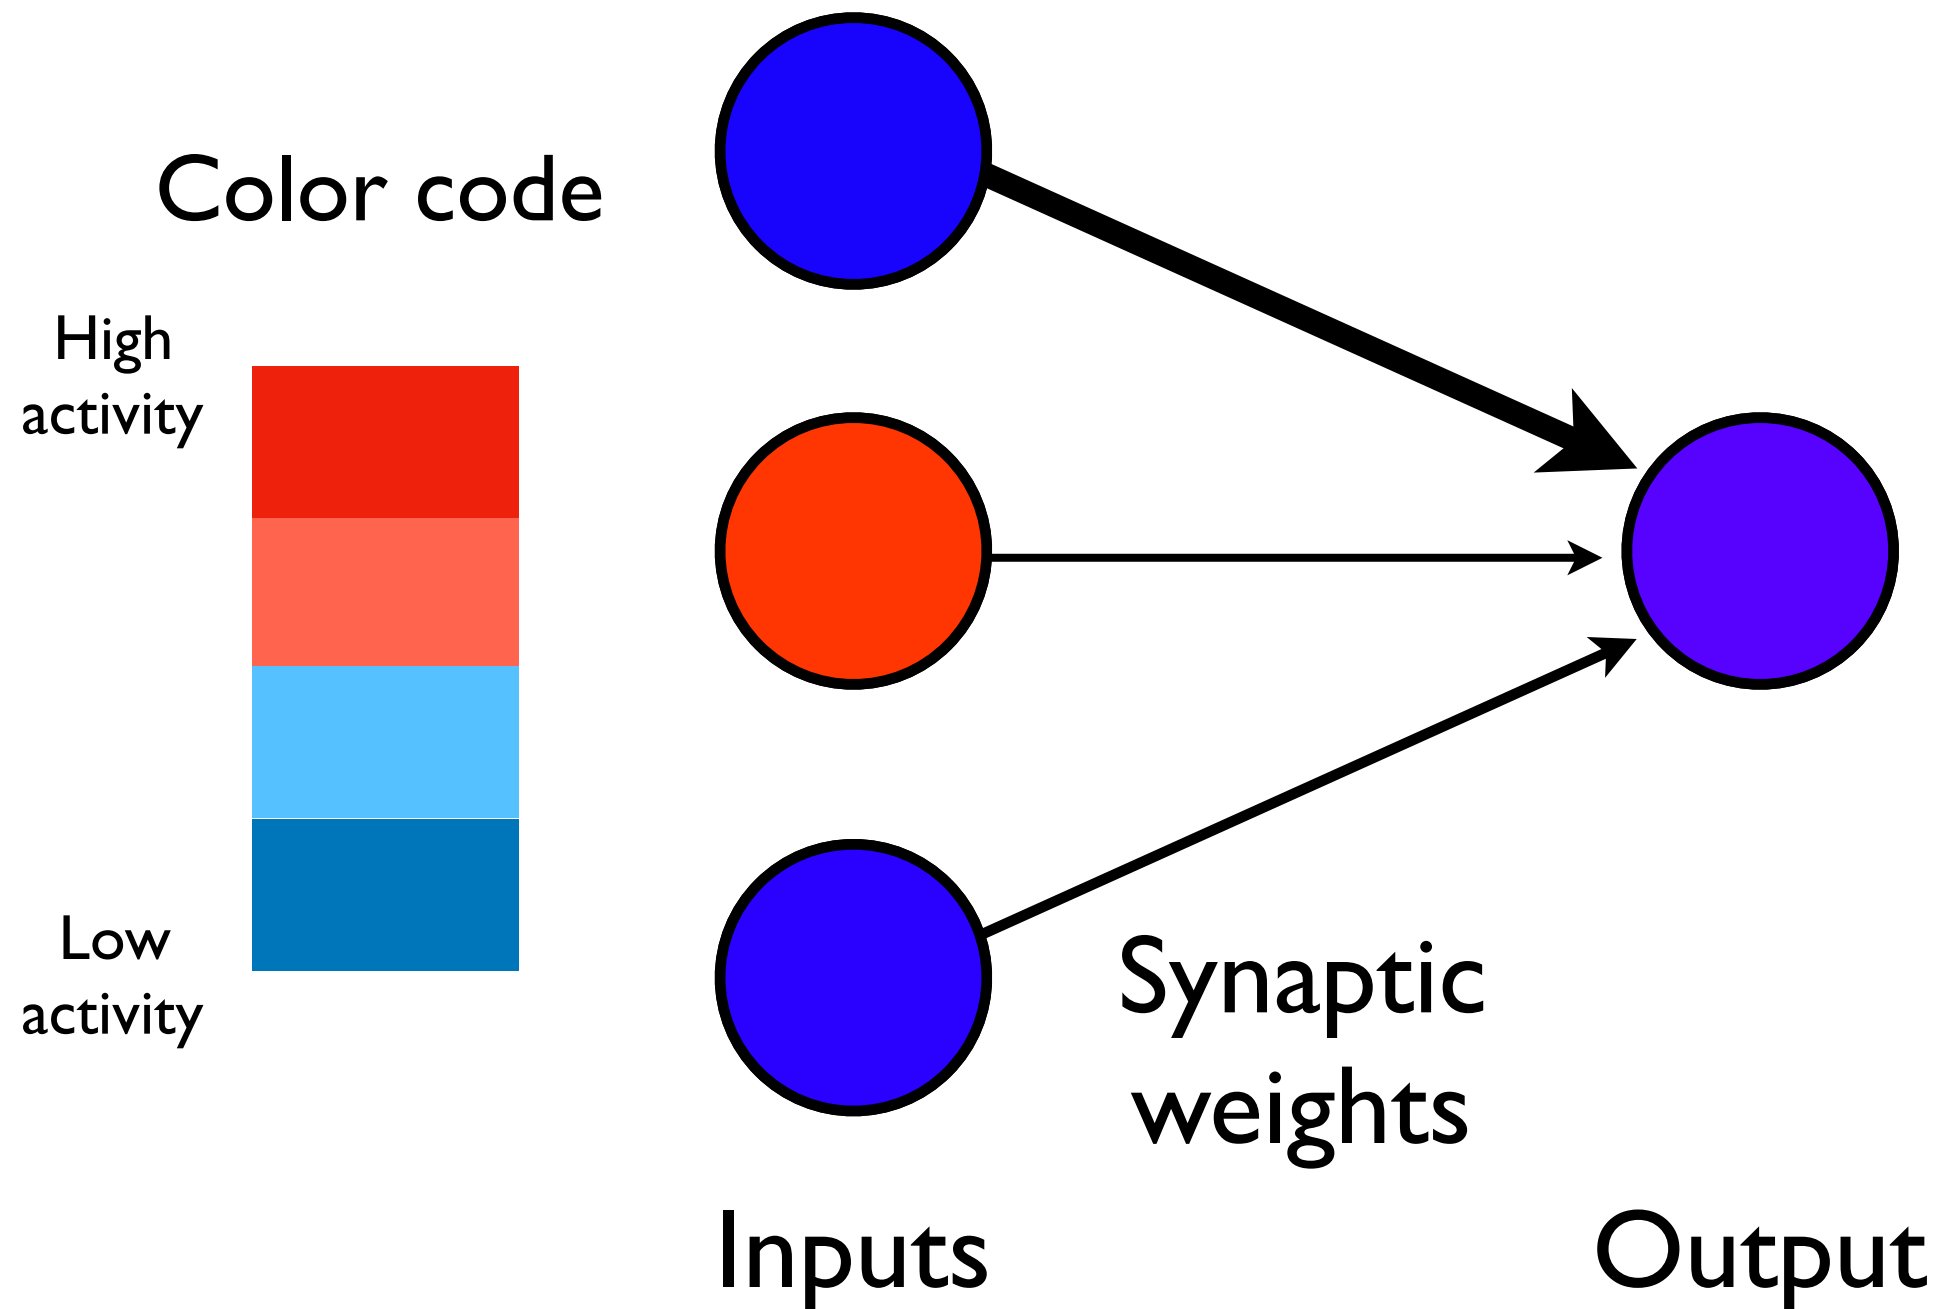 Color code
High
activity
Low
activity
Synaptic
weights
Inputs
Output